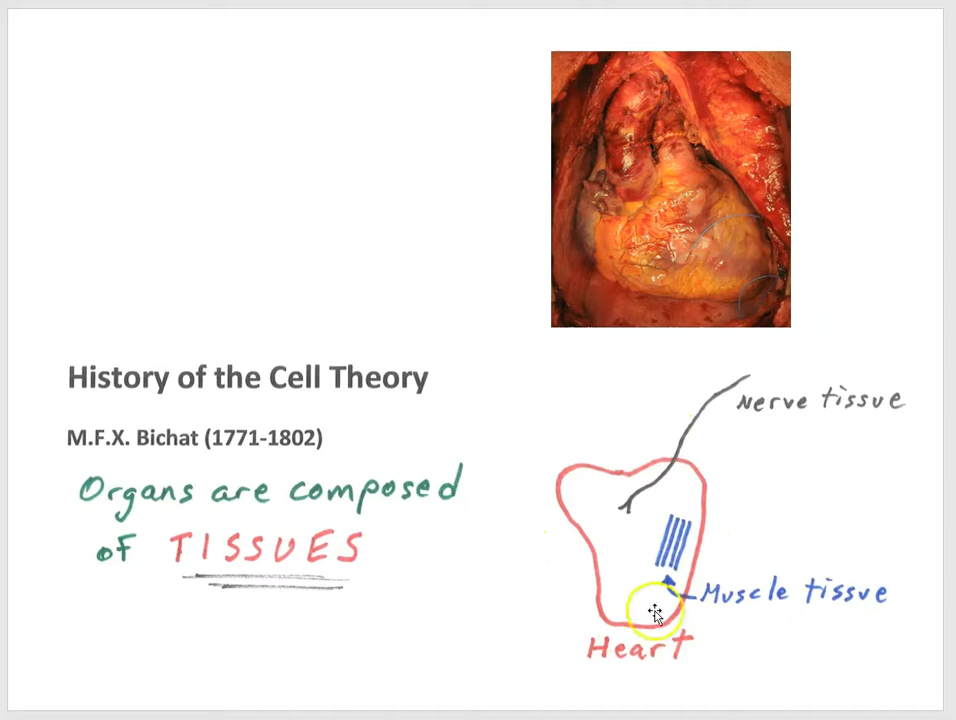 History of the Cell Theory
M.F.X. Bichat (1771-1802)
Organs are composed
of TISSUES
Nerve tissue
Muscle tissue
Heart